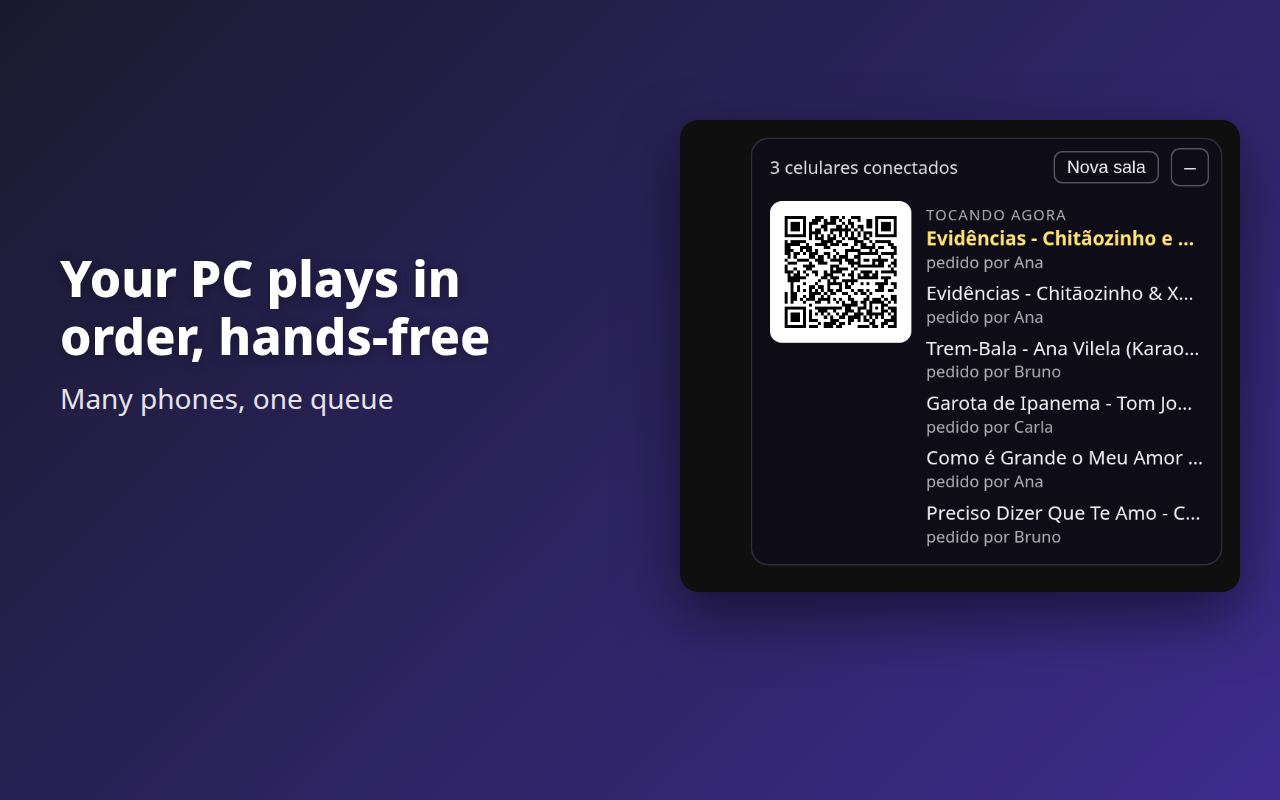 Your PC plays in
order, hands-free
Many phones, one queue
3 celulares conectados
Nova sala
–
TOCANDO AGORA
Evidências - Chitãozinho e ...
pedido por Ana
Evidências - Chitãozinho & X...
pedido por Ana
Trem-Bala - Ana Vilela (Karao...
pedido por Bruno
Garota de Ipanema - Tom Jo...
pedido por Carla
Como é Grande o Meu Amor ...
pedido por Ana
Preciso Dizer Que Te Amo - C...
pedido por Bruno